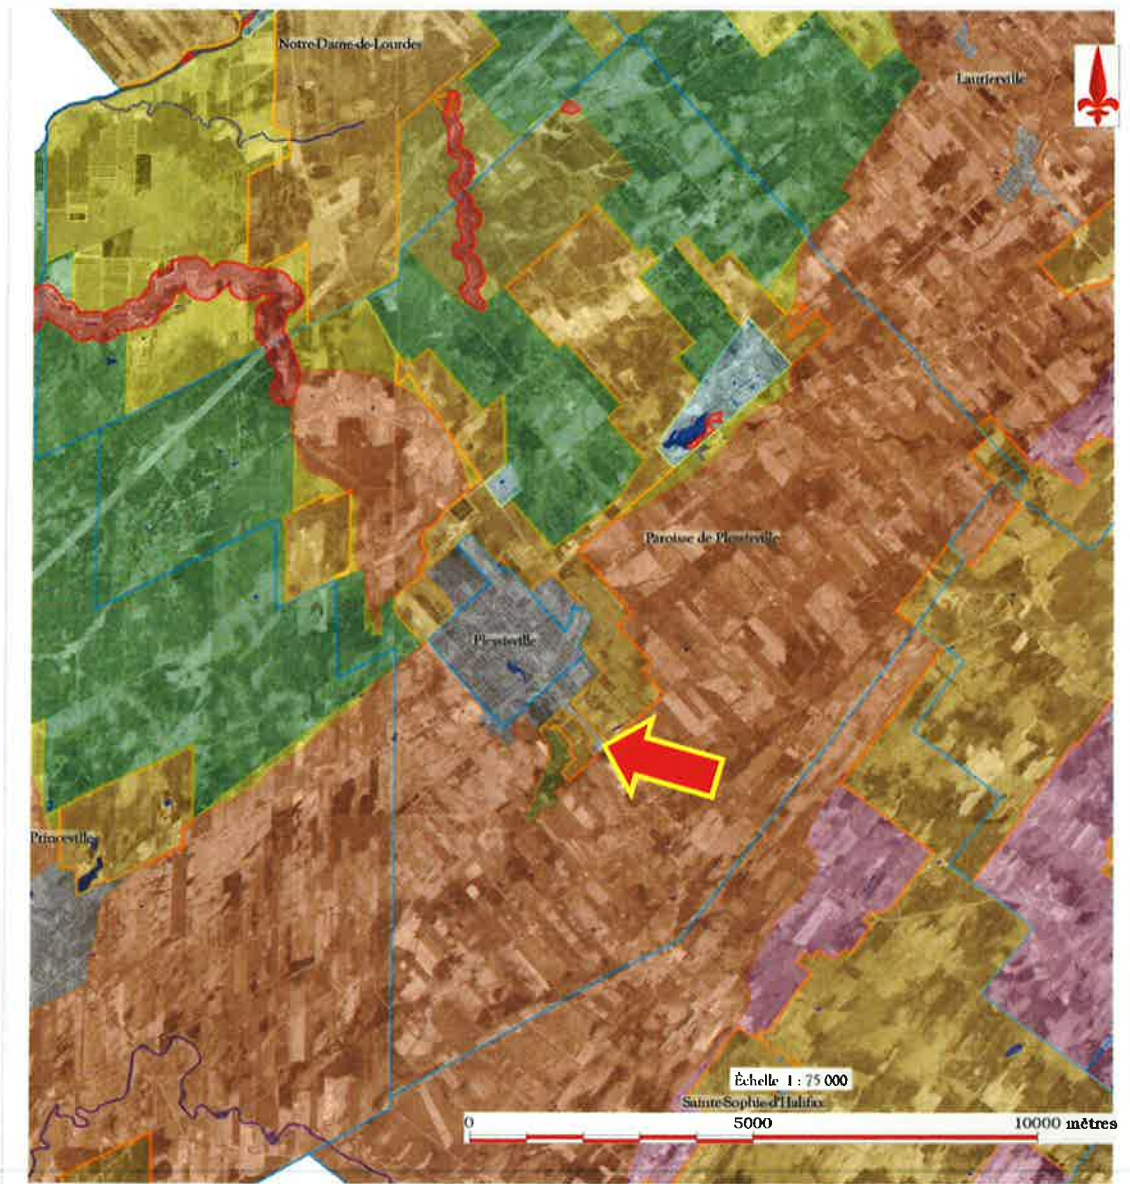 Notre-Dame-de-Lourdes
Laurierville
Paroisse de Plessisville
Plessisville
Princeville
Échelle 1 : 75 000
Sainte-Sophie-d'Halifax
0 5000 10000 mètres